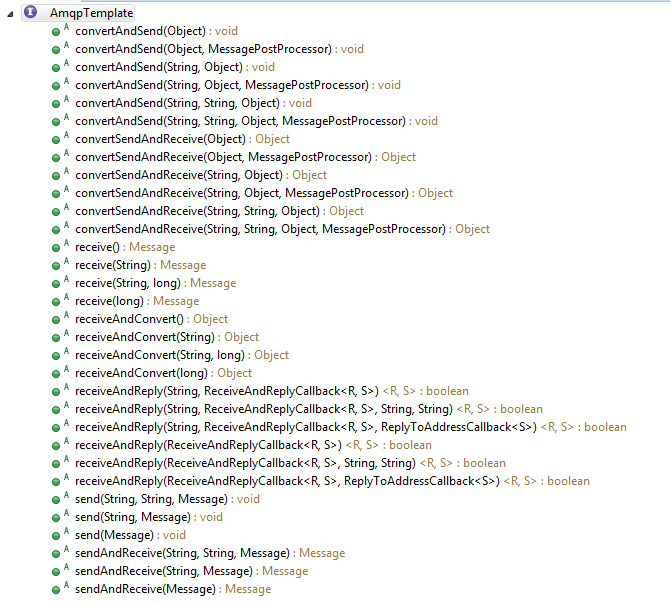 AmqpTemplate
convertAndSend(Object) : void
convertAndSend(Object, MessagePostProcessor) : void
convertAndSend(String, Object) : void
convertAndSend(String, Object, MessagePostProcessor) : void
convertAndSend(String, String, Object) : void
convertAndSend(String, String, Object, MessagePostProcessor) : void
convertSendAndReceive(Object) : Object
convertSendAndReceive(Object, MessagePostProcessor) : Object
convertSendAndReceive(String, Object) : Object
convertSendAndReceive(String, Object, MessagePostProcessor) : Object
convertSendAndReceive(String, String, Object) : Object
convertSendAndReceive(String, String, Object, MessagePostProcessor) : Object
receive() : Message
receive(String) : Message
receive(String, long) : Message
receive(long) : Message
receiveAndConvert() : Object
receiveAndConvert(String) : Object
receiveAndConvert(String, long) : Object
receiveAndConvert(long) : Object
receiveAndReply(String, ReceiveAndReplyCallback<R, S>) <R, S> : boolean
receiveAndReply(String, ReceiveAndReplyCallback<R, S>, String, String) <R, S> : boolean
receiveAndReply(String, ReceiveAndReplyCallback<R, S>, ReplyToAddressCallback<S>) <R, S> : boolean
receiveAndReply(ReceiveAndReplyCallback<R, S>) <R, S> : boolean
receiveAndReply(ReceiveAndReplyCallback<R, S>, String, String) <R, S> : boolean
receiveAndReply(ReceiveAndReplyCallback<R, S>, ReplyToAddressCallback<S>) <R, S> : boolean
send(String, String, Message) : void
send(String, Message) : void
send(Message) : void
sendAndReceive(String, String, Message) : Message
sendAndReceive(String, Message) : Message
sendAndReceive(Message) : Message